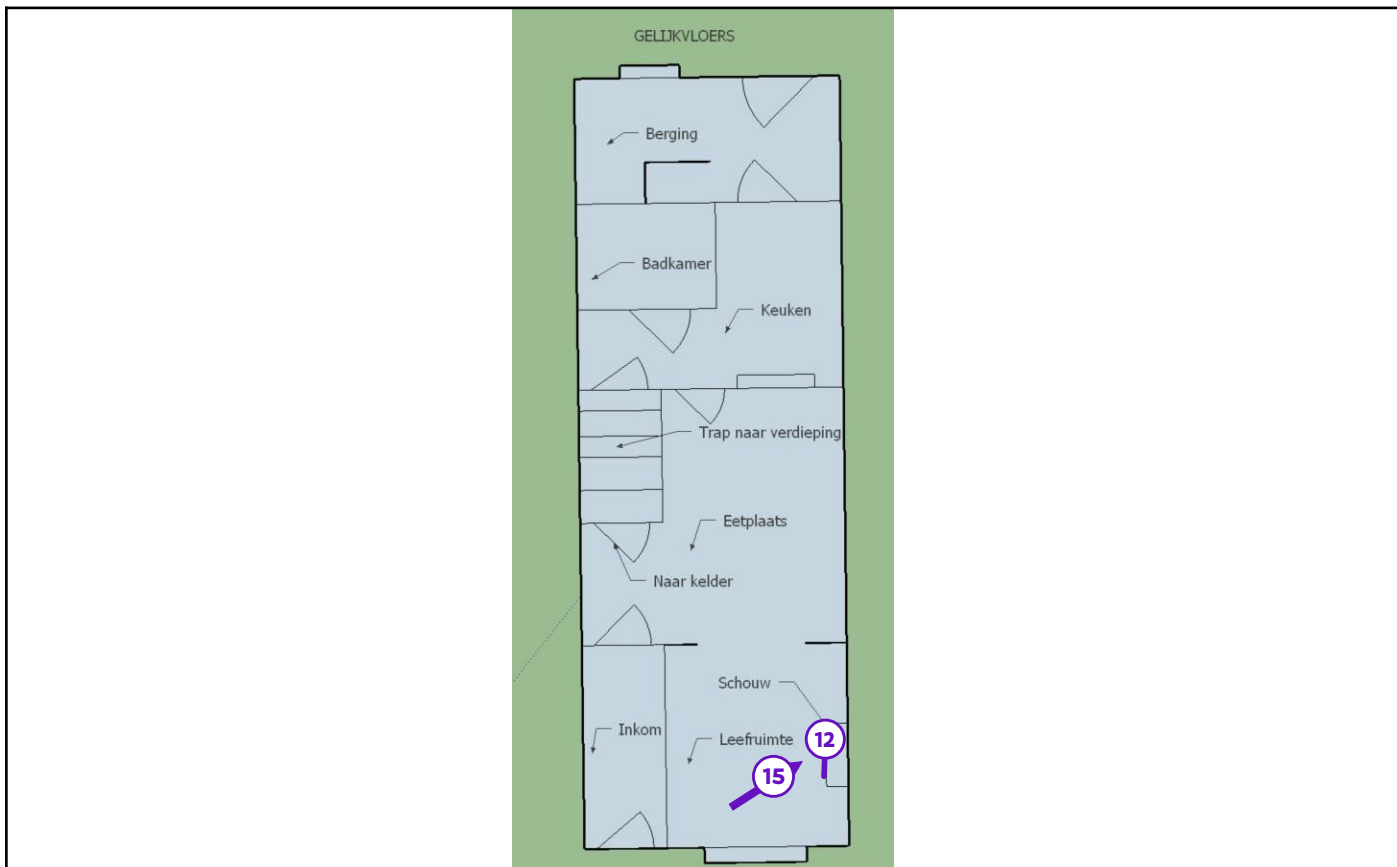 GELIJKVLOERS
Berging
Badkamer
Keuken
Trap naar verdieping
Eetplaats
Naar kelder
Schouw
Inkom
Leefruimte
12
15